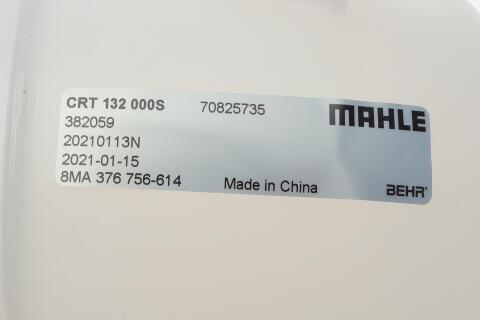 CRT 132 000S 70825735 MAHLE
382059
20210113N
2021-01-15
8MA 376 756-614 Made in China BEHR®